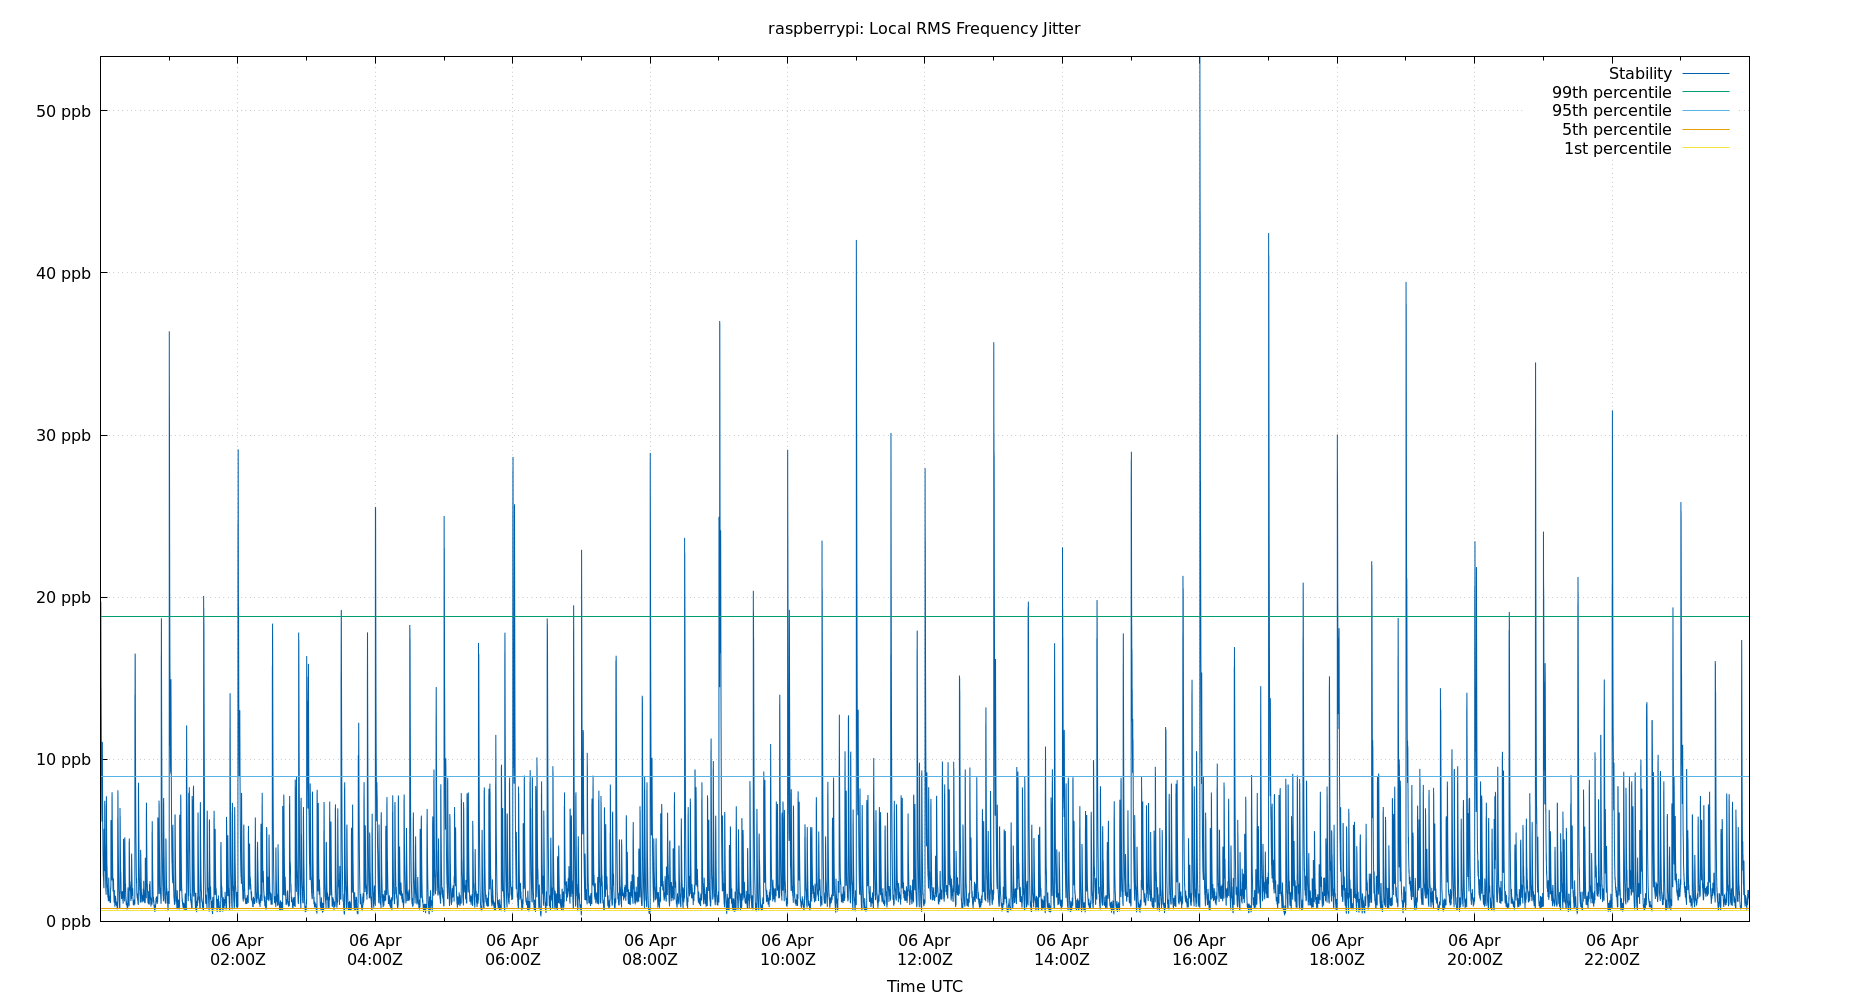 raspberrypi: Local RMS Frequency Jitter
Stability
99th percentile
95th percentile
5th percentile
1st percentile
50 ppb
40 ppb
30 ppb
20 ppb
10 ppb
0 ppb
06 Apr 06 Apr 06 Apr 06 Apr 06 Apr 06 Apr 06 Apr 06 Apr 06 Apr 06 Apr 06 Apr
02:00Z 04:00Z 06:00Z 08:00Z 10:00Z 12:00Z 14:00Z 16:00Z 18:00Z 20:00Z 22:00Z
Time UTC